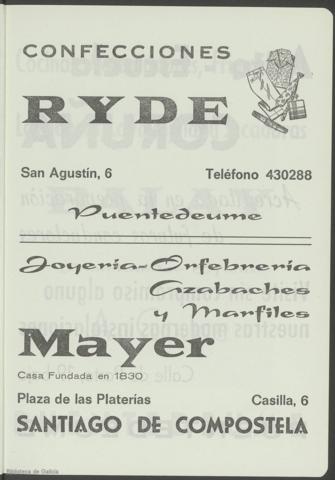 CONFECCIONES
RYDE
San Agustín, 6 Teléfono 430288
Puentedeume
Joyería-Orfebrería
Azabaches
y Marfiles
Mayer
Casa Fundada en 1830
Plaza de las Platerías Casilla, 6
SANTIAGO DE COMPOSTELA
Biblioteca de Galicia